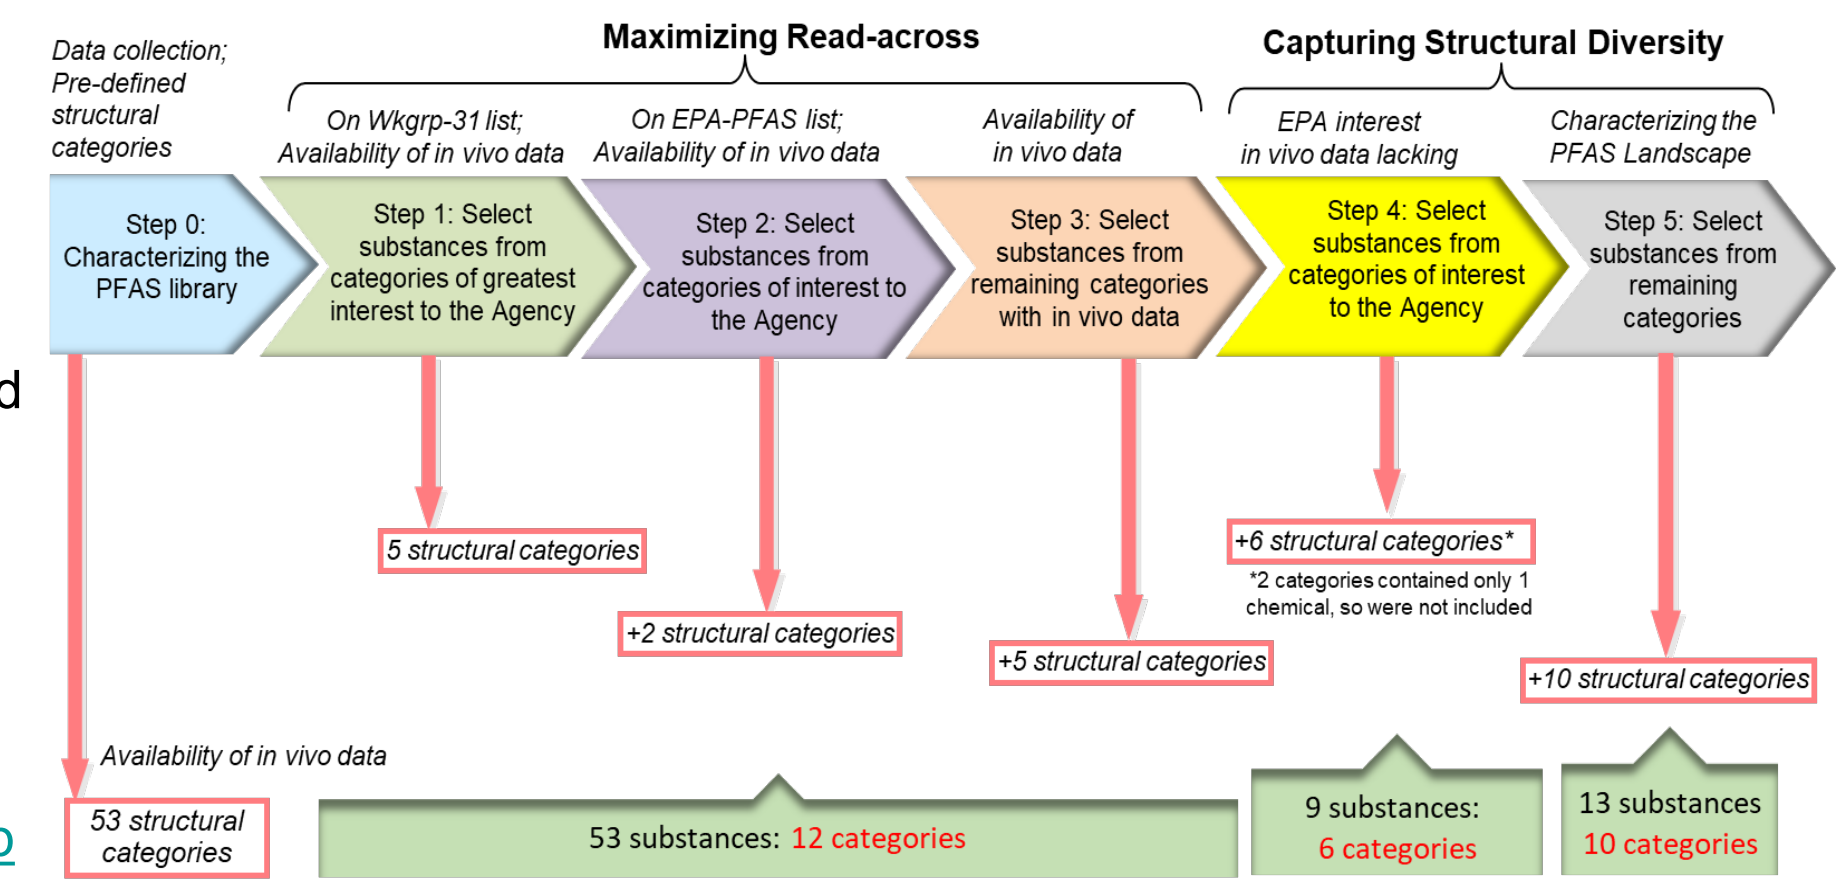 Data collection;
Pre-defined
structural
categories
Maximizing Read-across
Capturing Structural Diversity
On Wkgrp-31 list;
Availability of in vivo data
On EPA-PFAS list;
Availability of in vivo data
Availability of
in vivo data
EPA interest
in vivo data lacking
Characterizing the
PFAS Landscape
Step 0:
Characterizing the
PFAS library
Step 1: Select
substances from
categories of greatest
interest to the Agency
Step 2: Select
substances from
categories of interest to
the Agency
Step 3: Select
substances from
remaining categories
with in vivo data
Step 4: Select
substances from
categories of interest
to the Agency
Step 5: Select
substances from
remaining
categories
d
5 structural categories
+2 structural categories
+5 structural categories
+6 structural categories*
*2 categories contained only 1
chemical, so were not included
+10 structural categories
Availability of in vivo data
53 structural
categories
53 substances: 12 categories
9 substances:
6 categories
13 substances
10 categories